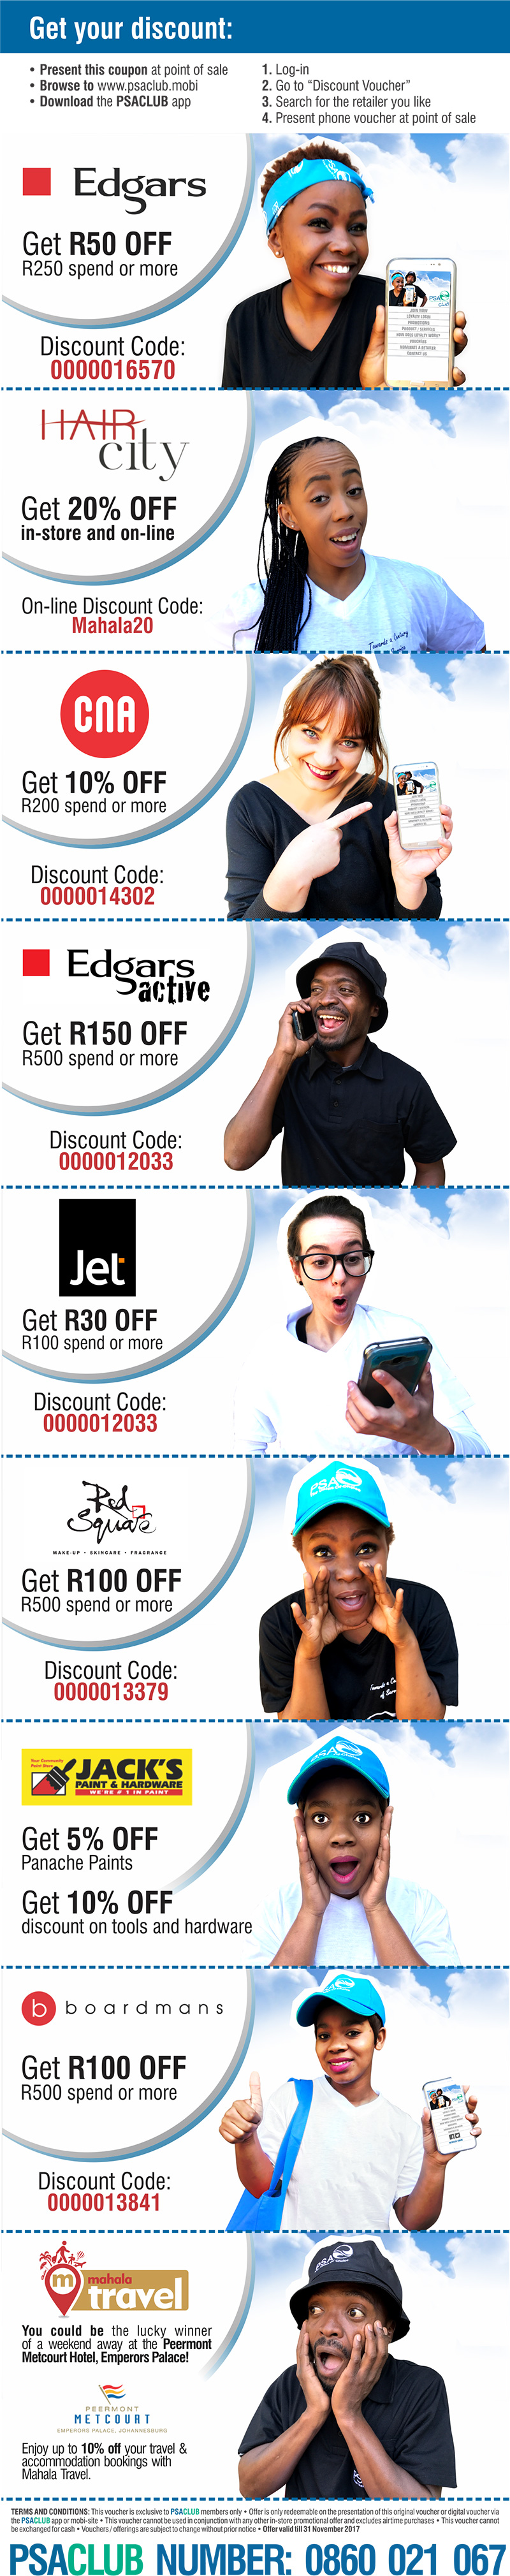 Get your discount:
• Present this coupon at point of sale
• Browse to www.psaclub.mobi
• Download the PSACLUB app
1. Log-in
2. Go to “Discount Voucher”
3. Search for the retailer you like
4. Present phone voucher at point of sale
Edgars
Get R50 OFF
R250 spend or more
Discount Code:
0000016570
HAIR
city
Get 20% OFF
in-store and on-line
On-line Discount Code:
Mahala20
Towards a Century
CNA
Get 10% OFF
R200 spend or more
Discount Code:
0000014302
Edgars
active
Get R150 OFF
R500 spend or more
Discount Code:
0000012033
Jet
Get R30 OFF
R100 spend or more
Discount Code:
0000012033
PSA
Red
Square
MAKE-UP • SKINCARE • FRAGRANCE
Get R100 OFF
R500 spend or more
Discount Code:
0000013379
PSA
Your Community
Paint Store
JACK'S
PAINT & HARDWARE
WE'RE # 1 IN PAINT
Get 5% OFF
Panache Paints
Get 10% OFF
discount on tools and hardware
b boardmans
Get R100 OFF
R500 spend or more
Discount Code:
0000013841
PSA
m mahala
travel
You could be the lucky winner
of a weekend away at the Peermont
Metcourt Hotel, Emperors Palace!
PEERMONT
METCOURT
EMPERORS PALACE, JOHANNESBURG
Enjoy up to 10% off your travel &
accommodation bookings with
Mahala Travel.
TERMS AND CONDITIONS: This voucher is exclusive to PSACLUB members only • Offer is only redeemable on the presentation of this original voucher or digital voucher via
the PSACLUB app or mobi-site • This voucher cannot be used in conjunction with any other in-store promotional offer and excludes airtime purchases • This voucher cannot
be exchanged for cash • Vouchers / offerings are subject to change without prior notice • Offer valid till 31 November 2017
PSACLUB NUMBER: 0860 021 067